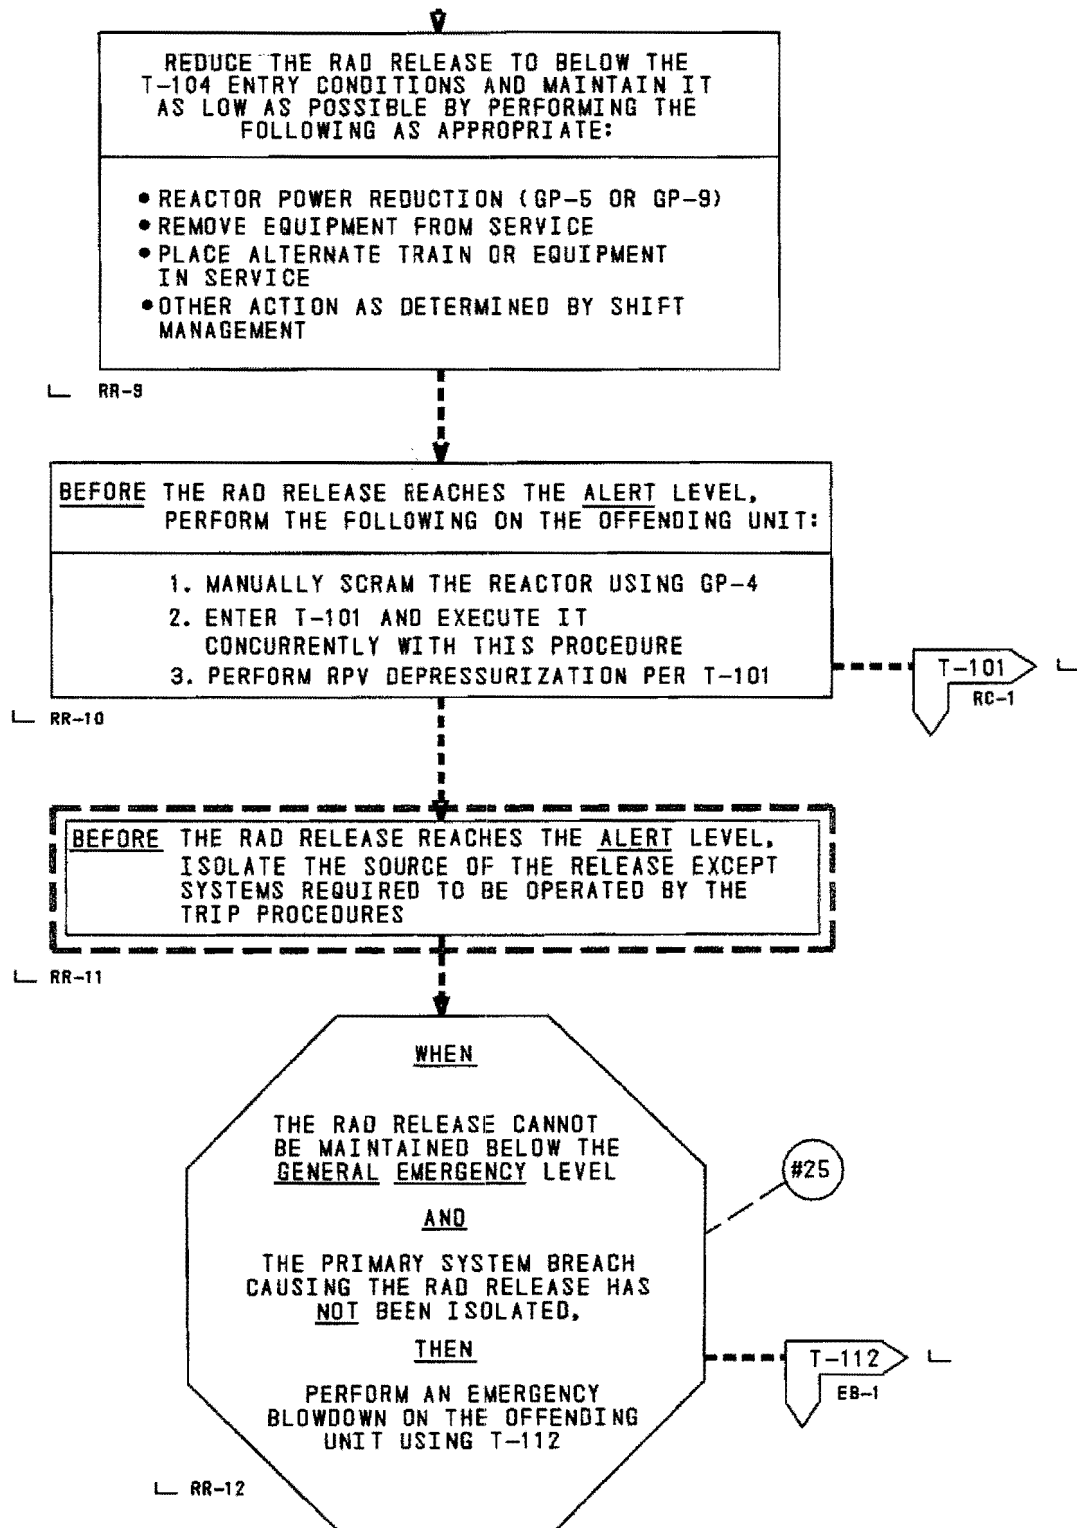 REDUCE THE RAD RELEASE TO BELOW THE
T-104 ENTRY CONDITIONS AND MAINTAIN IT
AS LOW AS POSSIBLE BY PERFORMING THE
FOLLOWING AS APPROPRIATE:
• REACTOR POWER REDUCTION (GP-5 OR GP-9)
• REMOVE EQUIPMENT FROM SERVICE
• PLACE ALTERNATE TRAIN OR EQUIPMENT
IN SERVICE
• OTHER ACTION AS DETERMINED BY SHIFT
MANAGEMENT
RR-9
BEFORE THE RAD RELEASE REACHES THE ALERT LEVEL,
PERFORM THE FOLLOWING ON THE OFFENDING UNIT:
1. MANUALLY SCRAM THE REACTOR USING GP-4
2. ENTER T-101 AND EXECUTE IT
CONCURRENTLY WITH THIS PROCEDURE
3. PERFORM RPV DEPRESSURIZATION PER T-101
T-101
RC-1
RR-10
BEFORE THE RAD RELEASE REACHES THE ALERT LEVEL,
ISOLATE THE SOURCE OF THE RELEASE EXCEPT
SYSTEMS REQUIRED TO BE OPERATED BY THE
TRIP PROCEDURES
RR-11
WHEN
THE RAD RELEASE CANNOT
BE MAINTAINED BELOW THE
GENERAL EMERGENCY LEVEL
#25
AND
THE PRIMARY SYSTEM BREACH
CAUSING THE RAD RELEASE HAS
NOT BEEN ISOLATED,
THEN
T-112
EB-1
PERFORM AN EMERGENCY
BLOWDOWN ON THE OFFENDING
UNIT USING T-112
RR-12